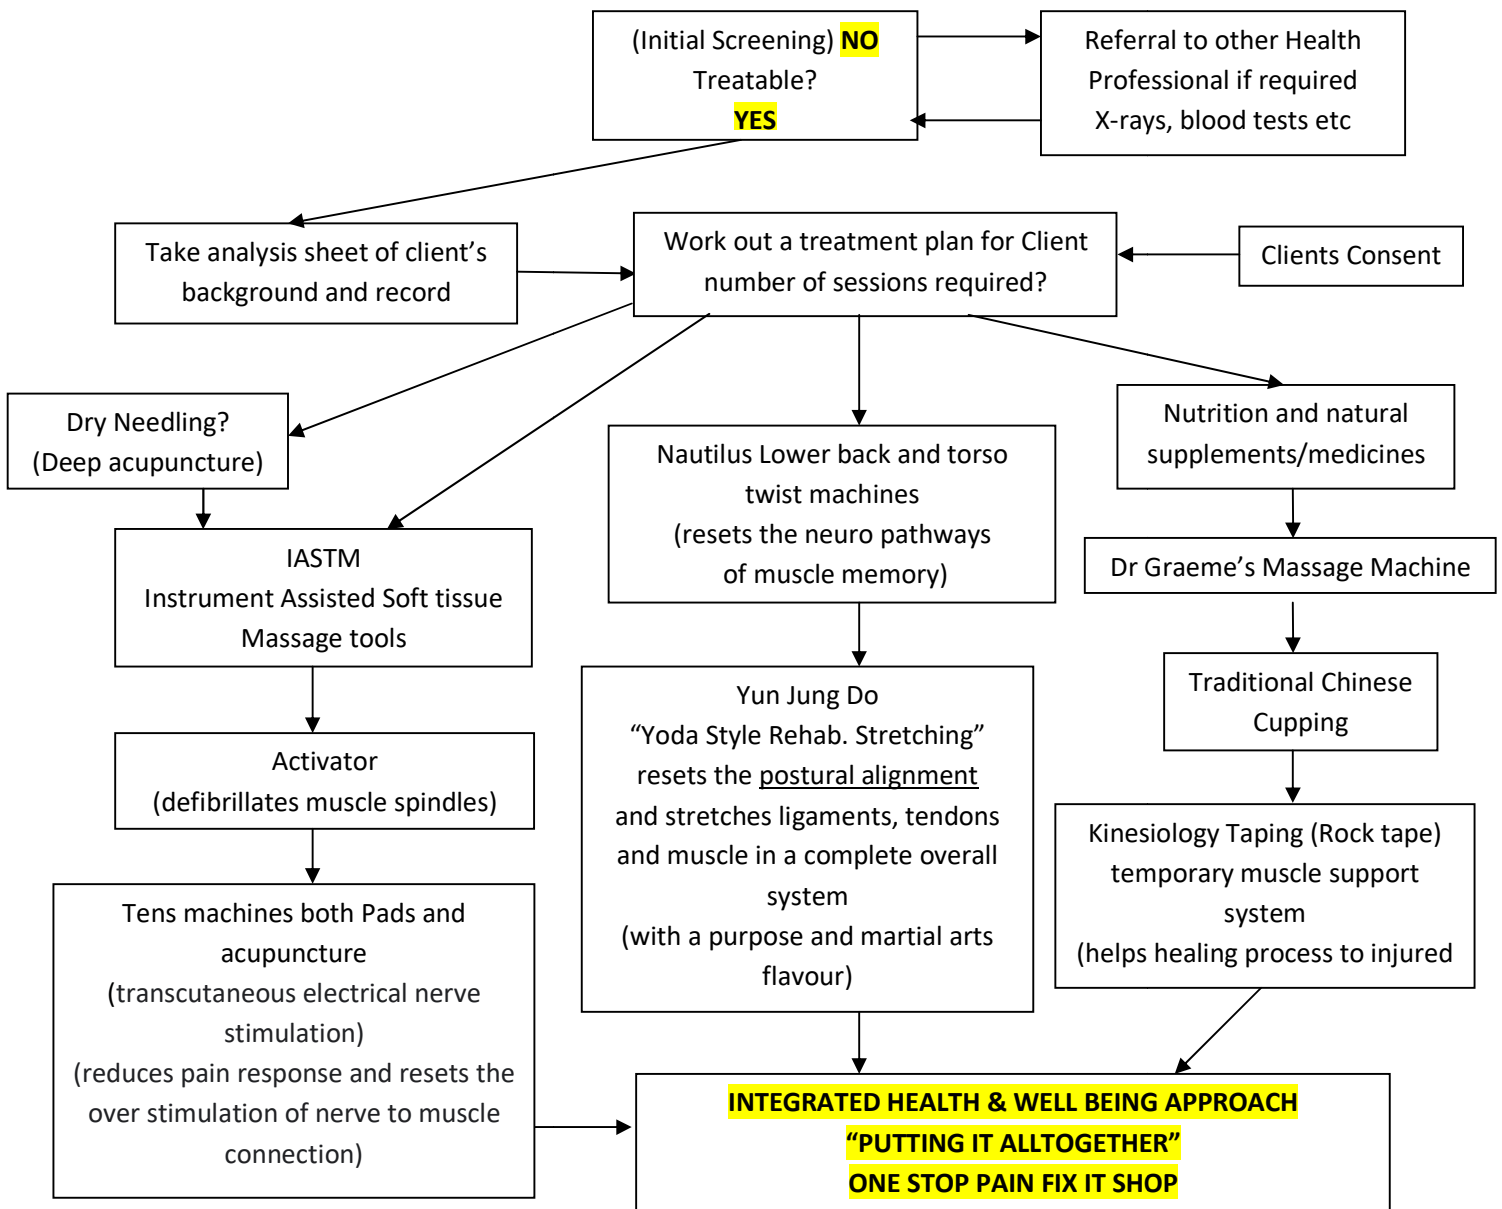 (Initial Screening) NO
Treatable?
YES
Referral to other Health
Professional if required
X-rays, blood tests etc
Take analysis sheet of client’s
background and record
Work out a treatment plan for Client
number of sessions required?
Clients Consent
Dry Needling?
(Deep acupuncture)
IASTM
Instrument Assisted Soft tissue
Massage tools
Activator
(defibrillates muscle spindles)
Tens machines both Pads and
acupuncture
(transcutaneous electrical nerve
stimulation)
(reduces pain response and resets the
over stimulation of nerve to muscle
connection)
Nautilus Lower back and torso
twist machines
(resets the neuro pathways
of muscle memory)
Yun Jung Do
“Yoda Style Rehab. Stretching”
resets the postural alignment
and stretches ligaments, tendons
and muscle in a complete overall
system
(with a purpose and martial arts
flavour)
Nutrition and natural
supplements/medicines
Dr Graeme’s Massage Machine
Traditional Chinese
Cupping
Kinesiology Taping (Rock tape)
temporary muscle support
system
(helps healing process to injured
INTEGRATED HEALTH & WELL BEING APPROACH
“PUTTING IT ALLTOGETHER”
ONE STOP PAIN FIX IT SHOP